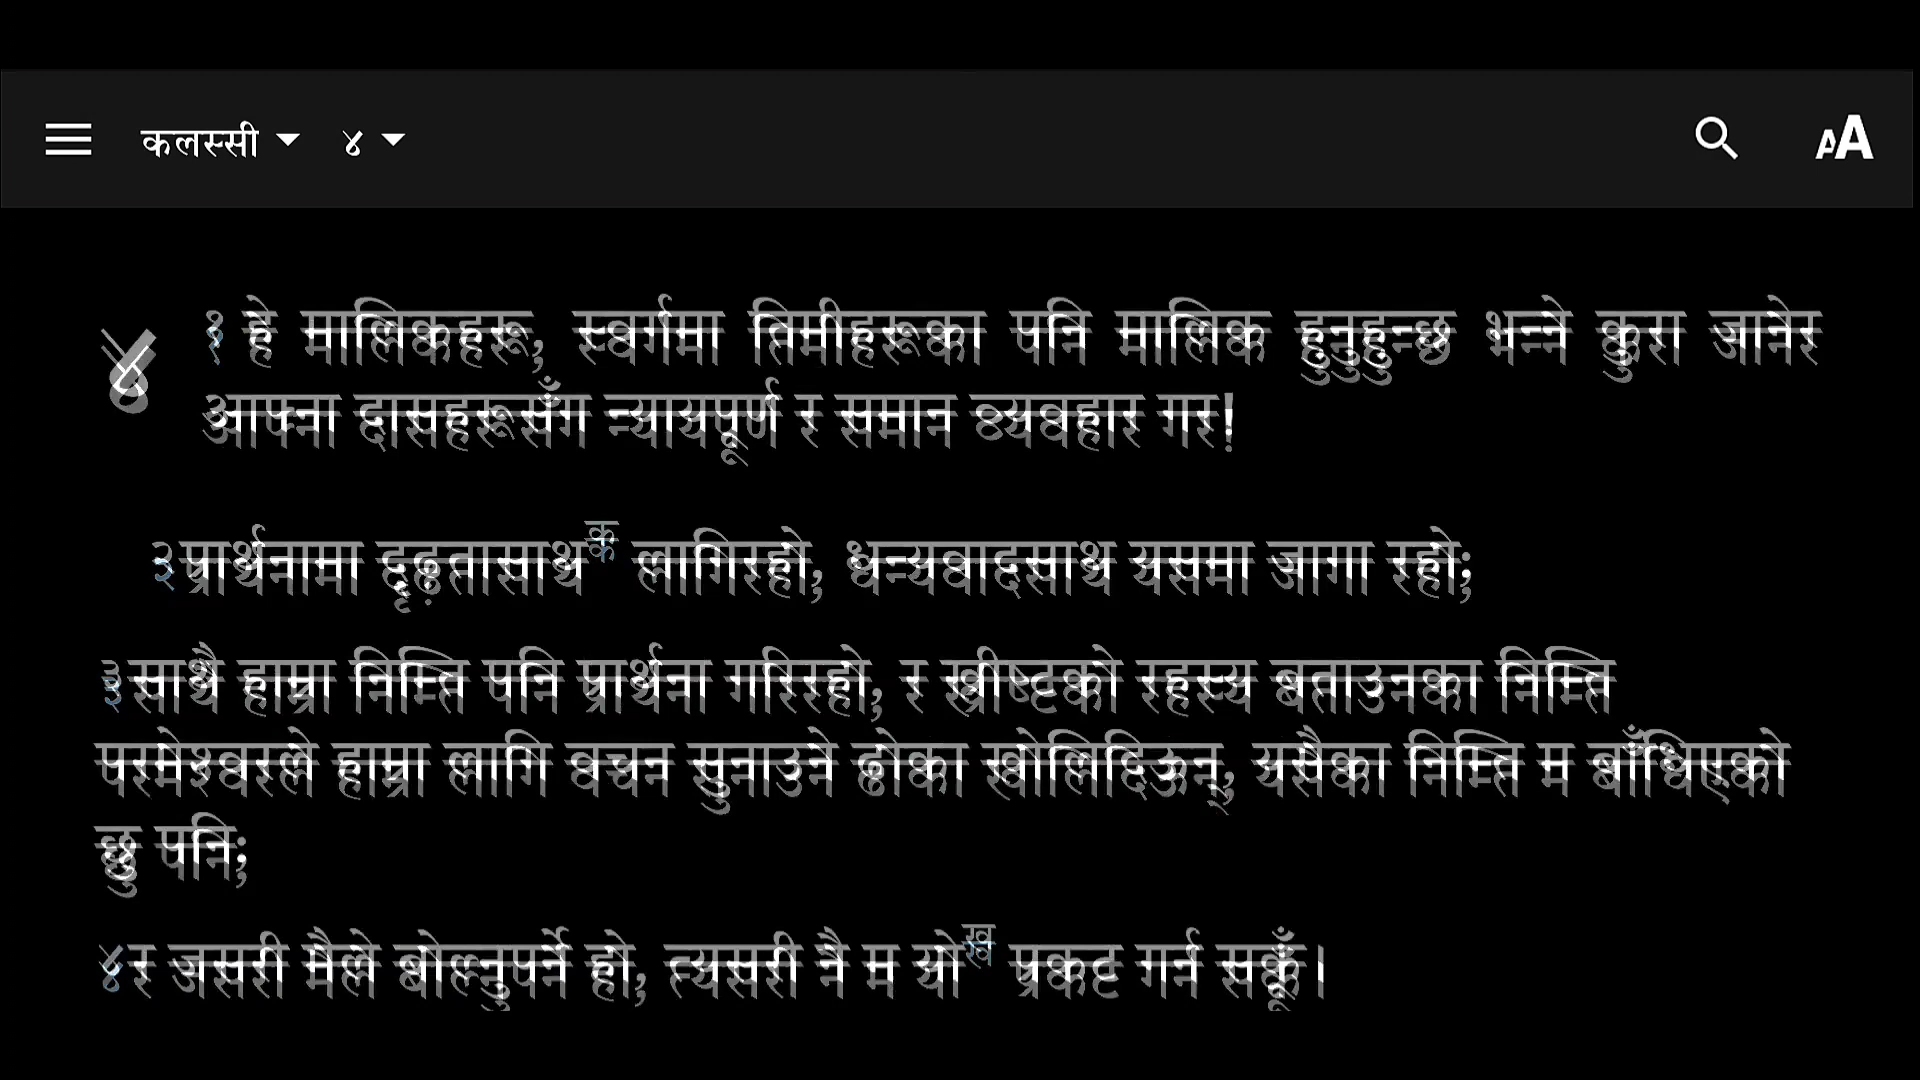 कलस्सी ४
४ १ हे मालिकहरू, स्वर्गमा तिमीहरूका पनि मालिक हुनुहुन्छ भन्ने कुरा जानेर
आफ्ना दासहरूसँग न्यायपूर्ण र समान व्यवहार गर!
२प्रार्थनामा दृढ़तासाथक लागिरहो, धन्यवादसाथ यसमा जागा रहो;
३साथै हाम्रा निम्ति पनि प्रार्थना गरिरहो, र ख्रीष्टको रहस्य बताउनका निम्ति
परमेश्वरले हाम्रा लागि वचन सुनाउने ढोका खोलिदिऊन्, यसैका निम्ति म बाँधिएको
छु पनि;
४र जसरी मैले बोल्नुपर्ने हो, त्यसरी नै म योख प्रकट गर्न सकूँ।